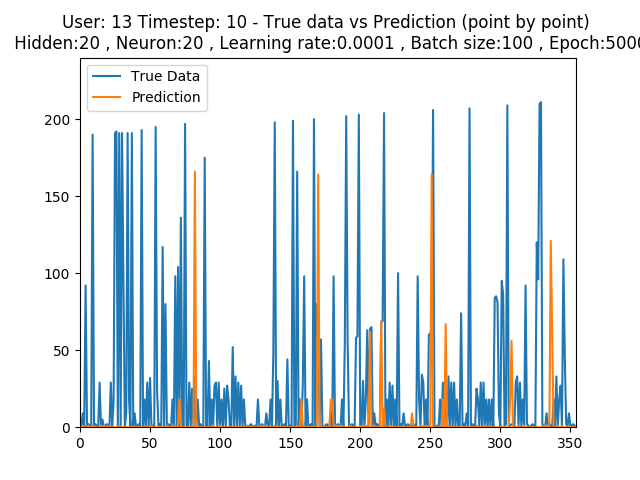 User: 13 Timestep: 10 - True data vs Prediction (point by point)
Hidden:20 , Neuron:20 , Learning rate:0.0001 , Batch size:100 , Epoch:5000
True Data
Prediction
200
150
100
50
0
0 50 100 150 200 250 300 350